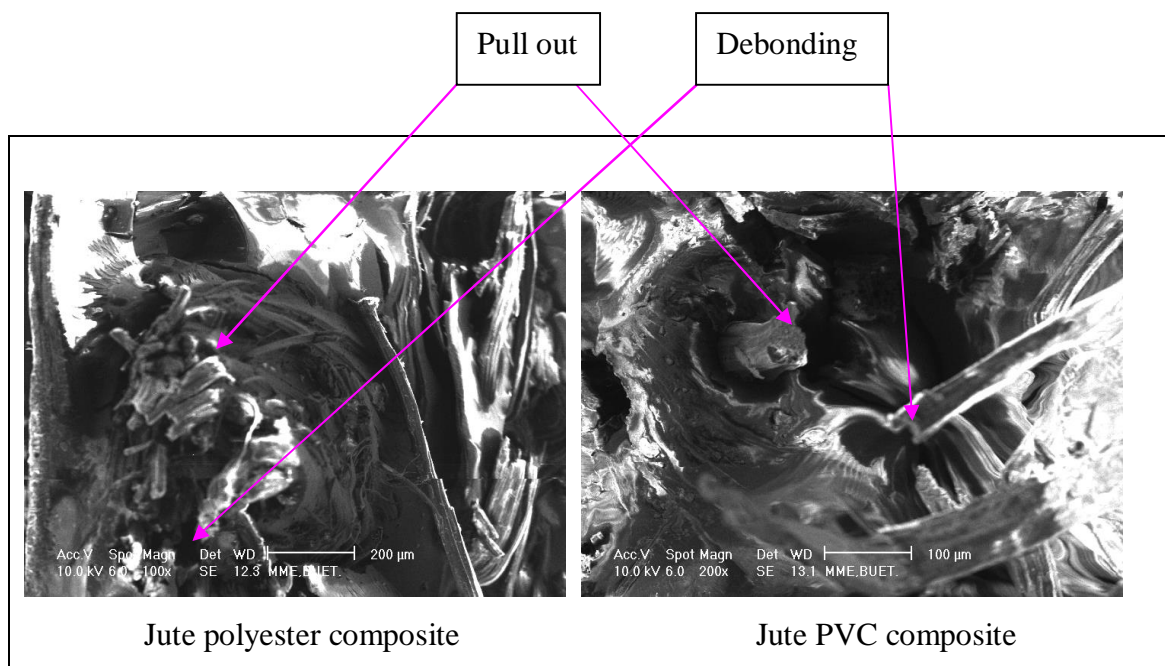 Pull out
Debonding
Acc.V Spot Magn Det WD 200 µm
10.0 kV 6.0 100x SE 12.3 MME,BUET.
Acc.V Spot Magn Det WD 100 µm
10.0 kV 6.0 200x SE 13.1 MME,BUET.
Jute polyester composite
Jute PVC composite